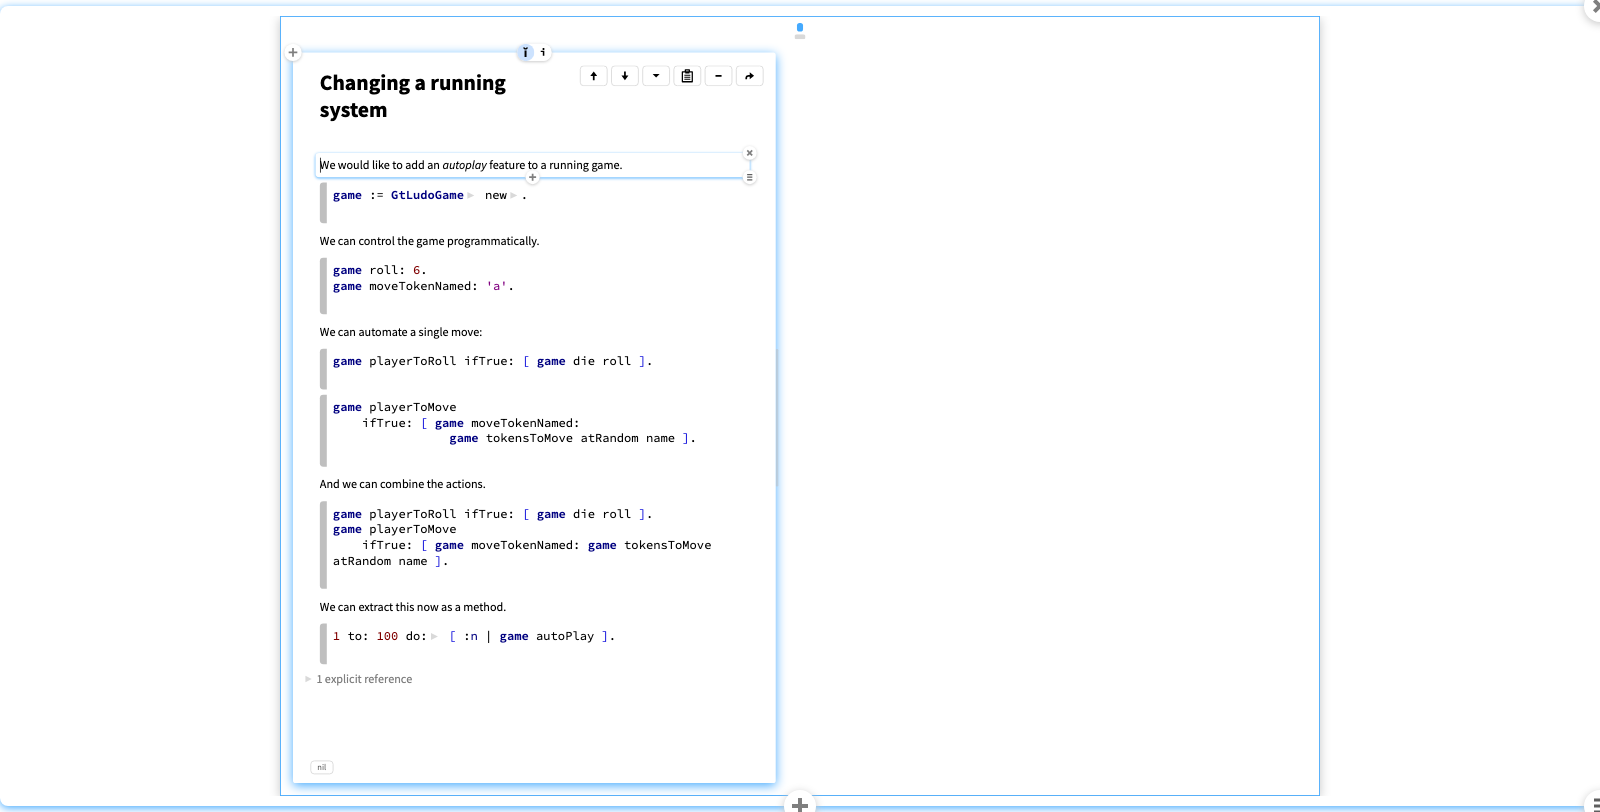 Changing a running
system
We would like to add an autoplay feature to a running game.
game := GtLudoGame new .
We can control the game programmatically.
game roll: 6.
game moveTokenNamed: 'a'.
We can automate a single move:
game playerToRoll ifTrue: [ game die roll ].
game playerToMove
ifTrue: [ game moveTokenNamed:
game tokensToMove atRandom name ].
And we can combine the actions.
game playerToRoll ifTrue: [ game die roll ].
game playerToMove
ifTrue: [ game moveTokenNamed: game tokensToMove
atRandom name ].
We can extract this now as a method.
1 to: 100 do: [ :n | game autoPlay ].
1 explicit reference
nil